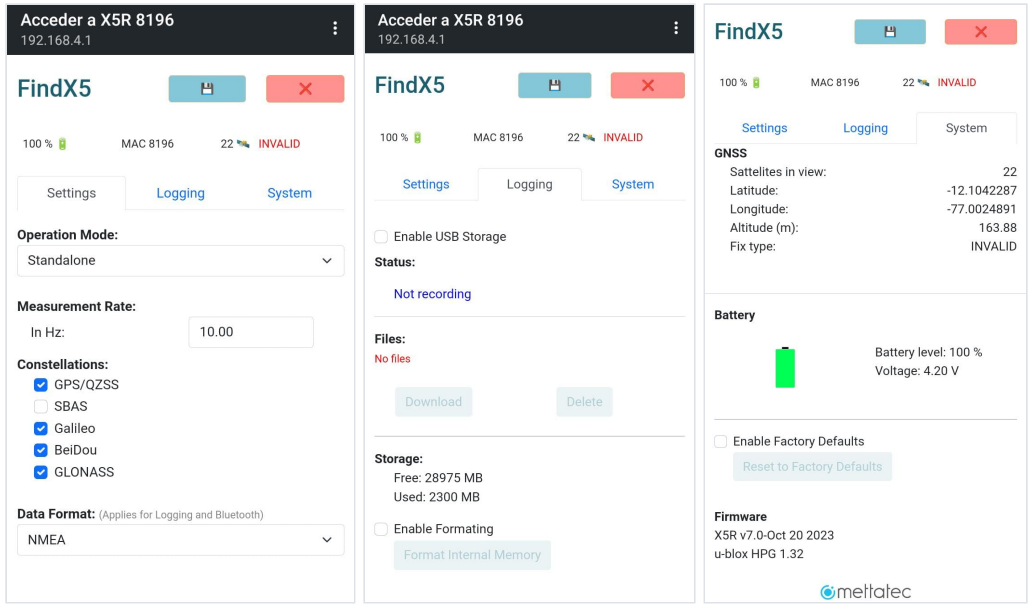 Acceder a X5R 8196
192.168.4.1
FindX5
100 %
MAC 8196
22
INVALID
Settings
Logging
System
Operation Mode:
Standalone
Measurement Rate:
In Hz:
10.00
Constellations:
GPS/QZSS
SBAS
Galileo
BeiDou
GLONASS
Data Format: (Applies for Logging and Bluetooth)
NMEA
Acceder a X5R 8196
192.168.4.1
FindX5
100 %
MAC 8196
22
INVALID
Settings
Logging
System
Enable USB Storage
Status:
Not recording
Files:
No files
Download
Delete
Storage:
Free: 28975 MB
Used: 2300 MB
Enable Formating
Format Internal Memory
FindX5
100 %
MAC 8196
22
INVALID
Settings
Logging
System
GNSS
Sattelites in view: 22
Latitude: -12.1042287
Longitude: -77.0024891
Altitude (m): 163.88
Fix type: INVALID
Battery
Battery level: 100 %
Voltage: 4.20 V
Enable Factory Defaults
Reset to Factory Defaults
Firmware
X5R v7.0-Oct 20 2023
u-blox HPG 1.32
mettatec